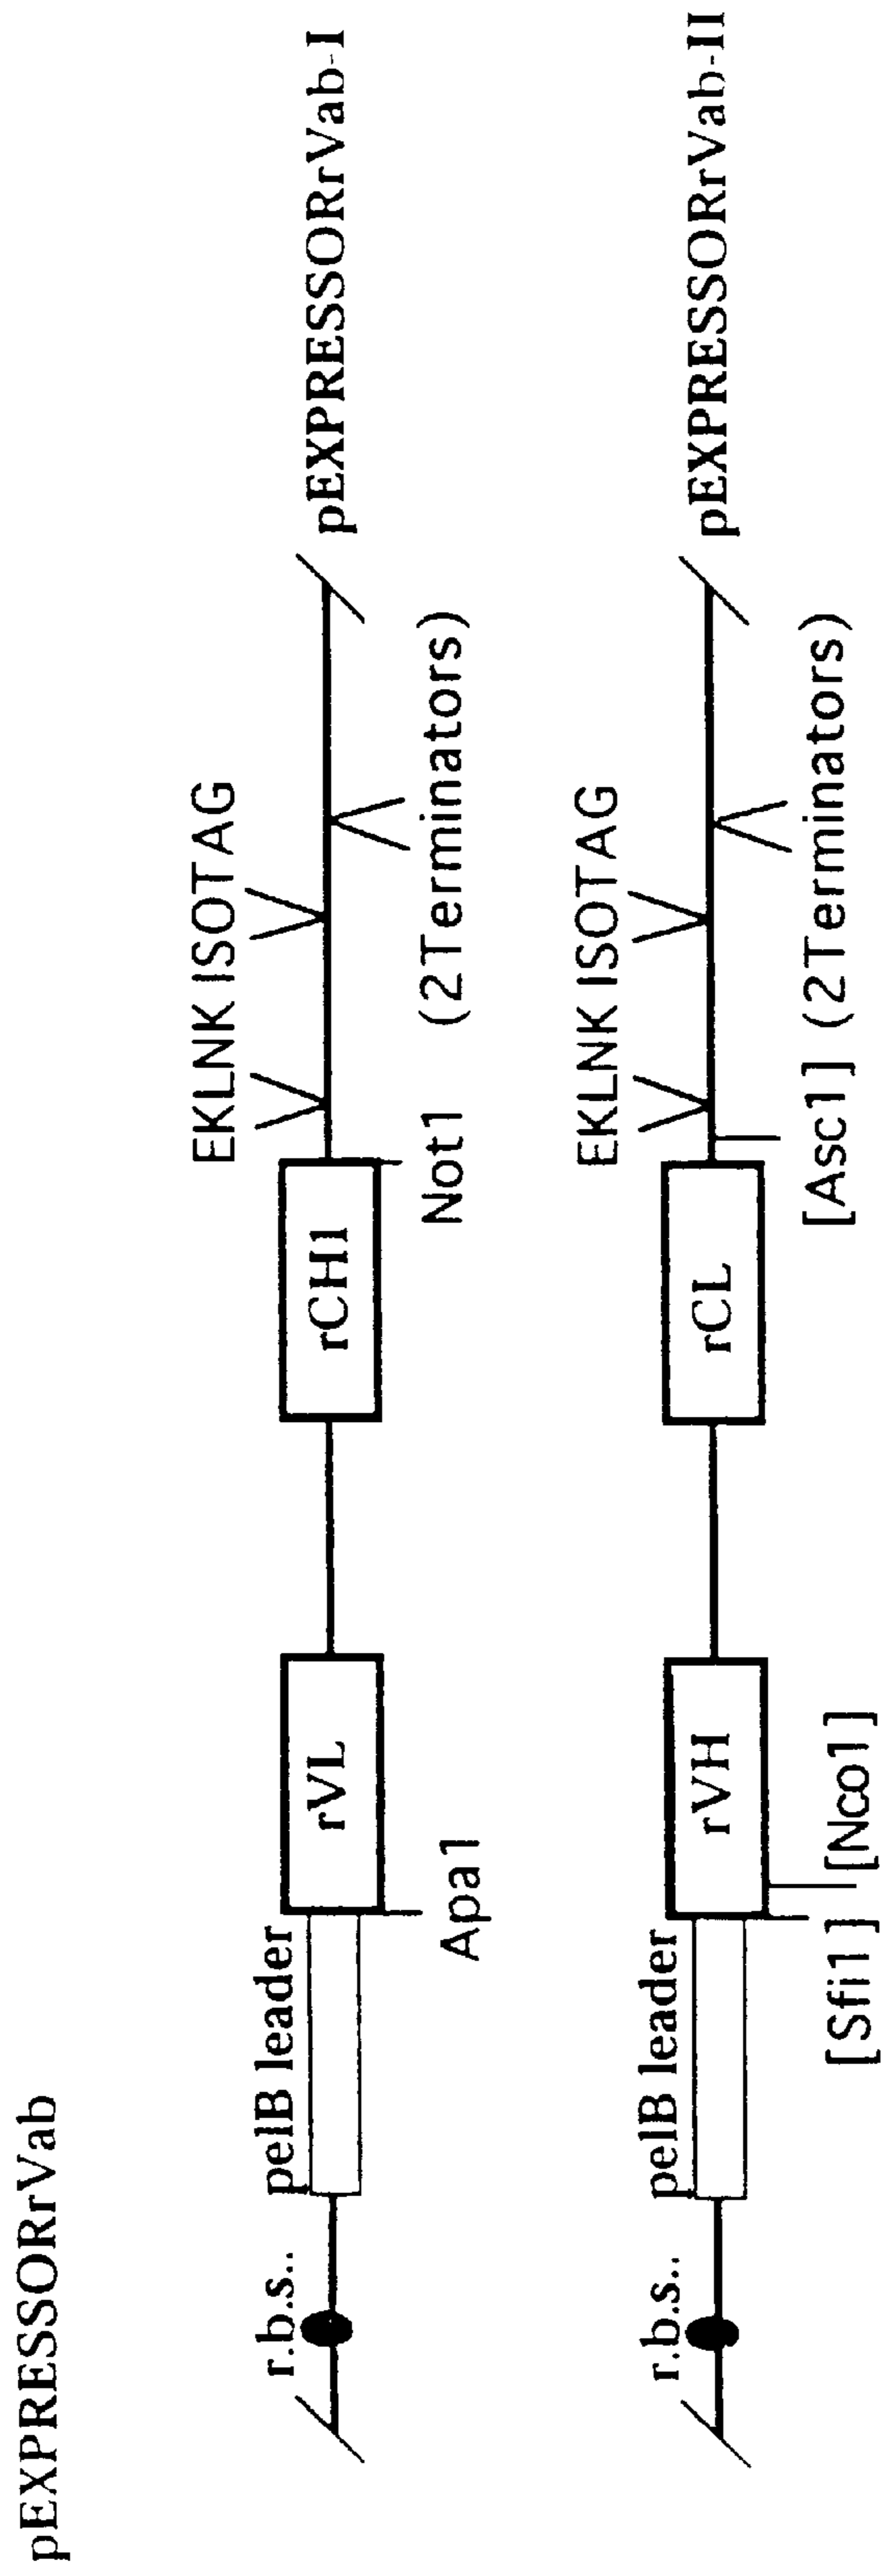 pEXPRESSORrVab
r.b.s..
pelB leader
rVL
Apa1
rCH1
Not1
EKLNK ISOTAG
(2Terminators)
pEXPRESSORrVab-I
r.b.s..
pelB leader
rVH
[Sfi1] [Nco1]
rCL
[Asc1] (2Terminators)
EKLNK ISOTAG
pEXPRESSORrVab-II